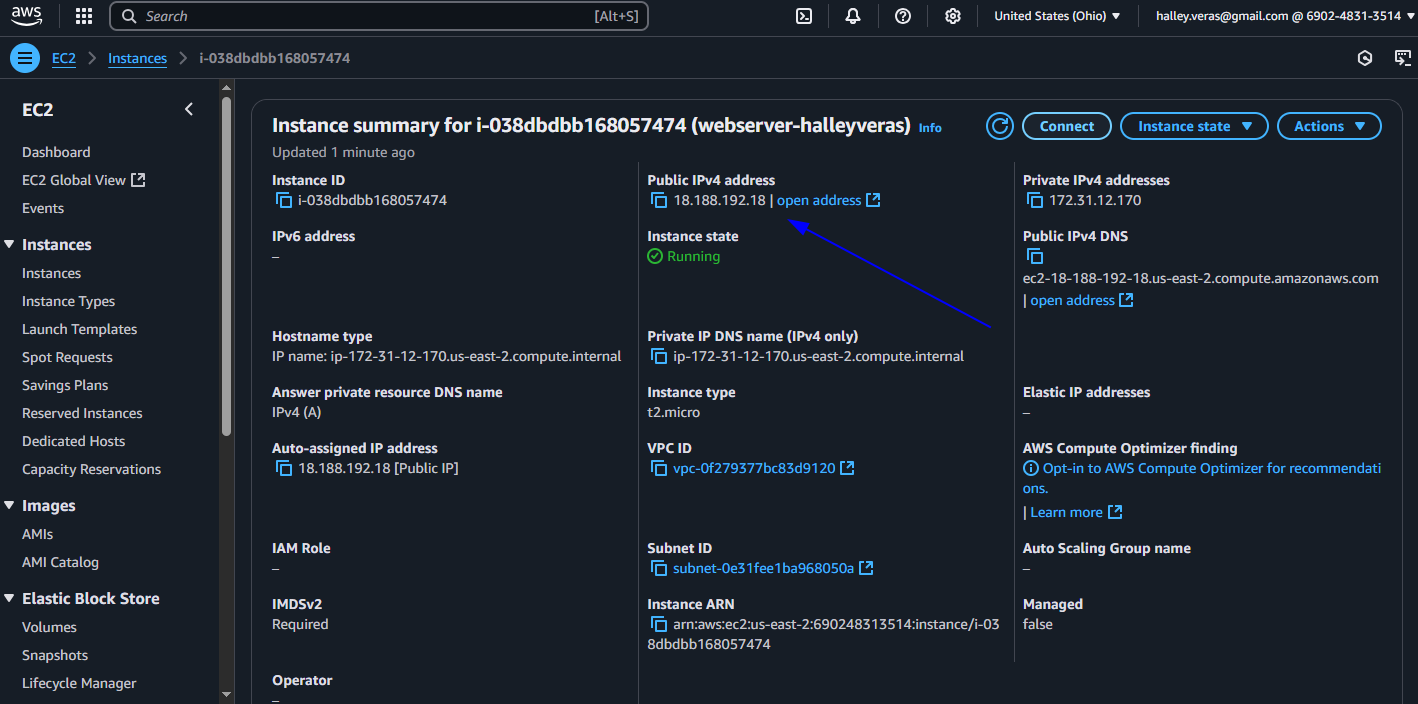 aws
Search
[Alt+S]
United States (Ohio)
halley.veras@gmail.com @ 6902-4831-3514
EC2
Instances
i-038dbdbb168057474
EC2
Dashboard
EC2 Global View
Events
Instances
Instances
Instance Types
Launch Templates
Spot Requests
Savings Plans
Reserved Instances
Dedicated Hosts
Capacity Reservations
Images
AMIs
AMI Catalog
Elastic Block Store
Volumes
Snapshots
Lifecycle Manager
Instance summary for i-038dbdbb168057474 (webserver-halleyveras) Info
Updated 1 minute ago
Connect
Instance state
Actions
Instance ID
i-038dbdbb168057474
Public IPv4 address
18.188.192.18 | open address
Private IPv4 addresses
172.31.12.170
IPv6 address
–
Instance state
Running
Public IPv4 DNS
ec2-18-188-192-18.us-east-2.compute.amazonaws.com
| open address
Hostname type
IP name: ip-172-31-12-170.us-east-2.compute.internal
Private IP DNS name (IPv4 only)
ip-172-31-12-170.us-east-2.compute.internal
Answer private resource DNS name
IPv4 (A)
Instance type
t2.micro
Elastic IP addresses
–
Auto-assigned IP address
18.188.192.18 [Public IP]
VPC ID
vpc-0f279377bc83d9120
AWS Compute Optimizer finding
Opt-in to AWS Compute Optimizer for recommendati
ons.
| Learn more
IAM Role
–
Subnet ID
subnet-0e31fee1ba968050a
Auto Scaling Group name
–
IMDSv2
Required
Instance ARN
arn:aws:ec2:us-east-2:690248313514:instance/i-03
8dbdbb168057474
Managed
false
Operator
–